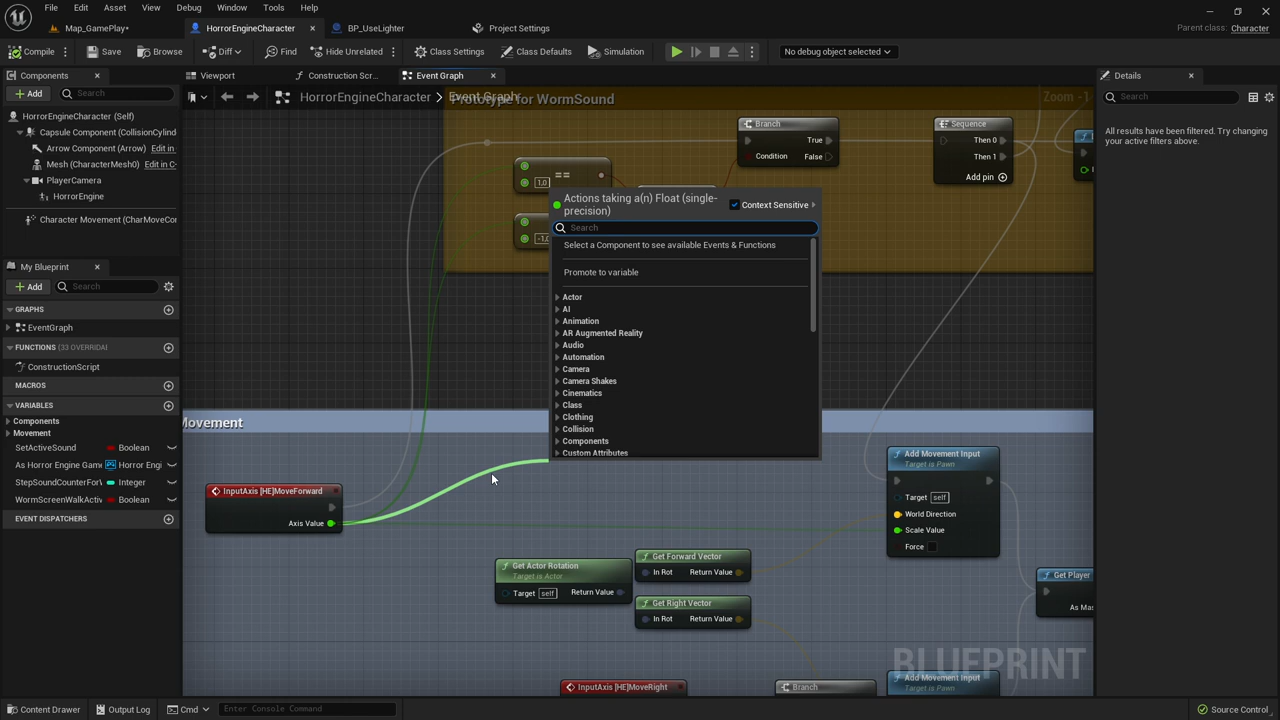 File Edit Asset View Debug Window Tools Help
Map_GamePlay*
HorrorEngineCharacter
BP_UseLighter
Project Settings
Parent class: Character
Compile Save Browse Diff Find Hide Unrelated Class Settings Class Defaults Simulation No debug object selected
Components
Viewport
Construction Scr...
Event Graph
Details
Add Search
HorrorEngineCharacter > Event Graph
Prototype for WormSound
Zoom -1
Search
HorrorEngineCharacter (Self)
Capsule Component (CollisionCylind
Arrow Component (Arrow) Edit in
Mesh (CharacterMesh0) Edit in C
PlayerCamera
HorrorEngine
Character Movement (CharMoveCor
All results have been filtered. Try changing
your active filters above.
Branch
True
Condition False
Sequence
Then 0
Then 1
Add pin
1,0
==
-1,0
Actions taking a(n) Float (single-
precision)
Context Sensitive
Search
Select a Component to see available Events & Functions
Promote to variable
Actor
AI
Animation
AR Augmented Reality
Audio
Automation
Camera
Camera Shakes
Cinematics
Class
Clothing
Collision
Components
Custom Attributes
My Blueprint
Add Search
GRAPHS
EventGraph
FUNCTIONS (33 OVERRIDA
ConstructionScript
MACROS
VARIABLES
Components
Movement
SetActiveSound Boolean
As Horror Engine Game Horror Engi
StepSoundCounterForV Integer
WormScreenWalkActiv Boolean
EVENT DISPATCHERS
Movement
InputAxis [HE]MoveForward
Axis Value
Add Movement Input
Target is Pawn
Target self
World Direction
Scale Value
Force
Get Actor Rotation
Target is Actor
Target self Return Value
Get Forward Vector
In Rot Return Value
Get Right Vector
In Rot Return Value
Get Player
As Mas
InputAxis [HE]MoveRight
Branch
Add Movement Input
Target is Pawn
BLUEPRINT
Content Drawer Output Log Cmd Enter Console Command
Source Control